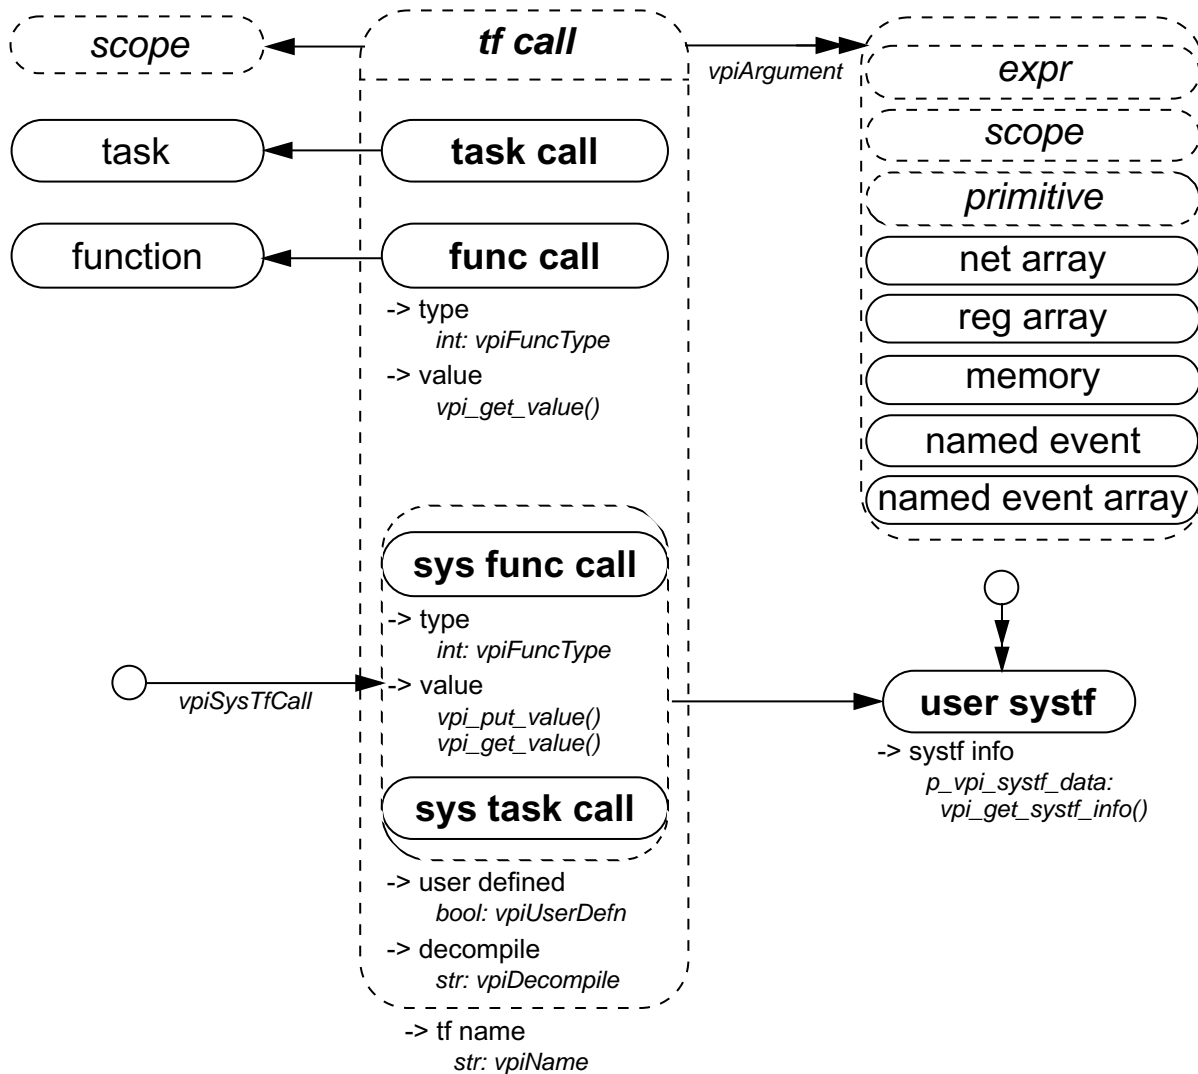 scope
tf call
vpiArgument
expr
scope
primitive
net array
reg array
memory
named event
named event array
task
task call
function
func call
-> type
int: vpiFuncType
-> value
vpi_get_value()
sys func call
-> type
int: vpiFuncType
-> value
vpi_put_value()
vpi_get_value()
vpiSysTfCall
sys task call
-> user defined
bool: vpiUserDefn
-> decompile
str: vpiDecompile
-> tf name
str: vpiName
user systf
-> systf info
p_vpi_systf_data:
vpi_get_systf_info()